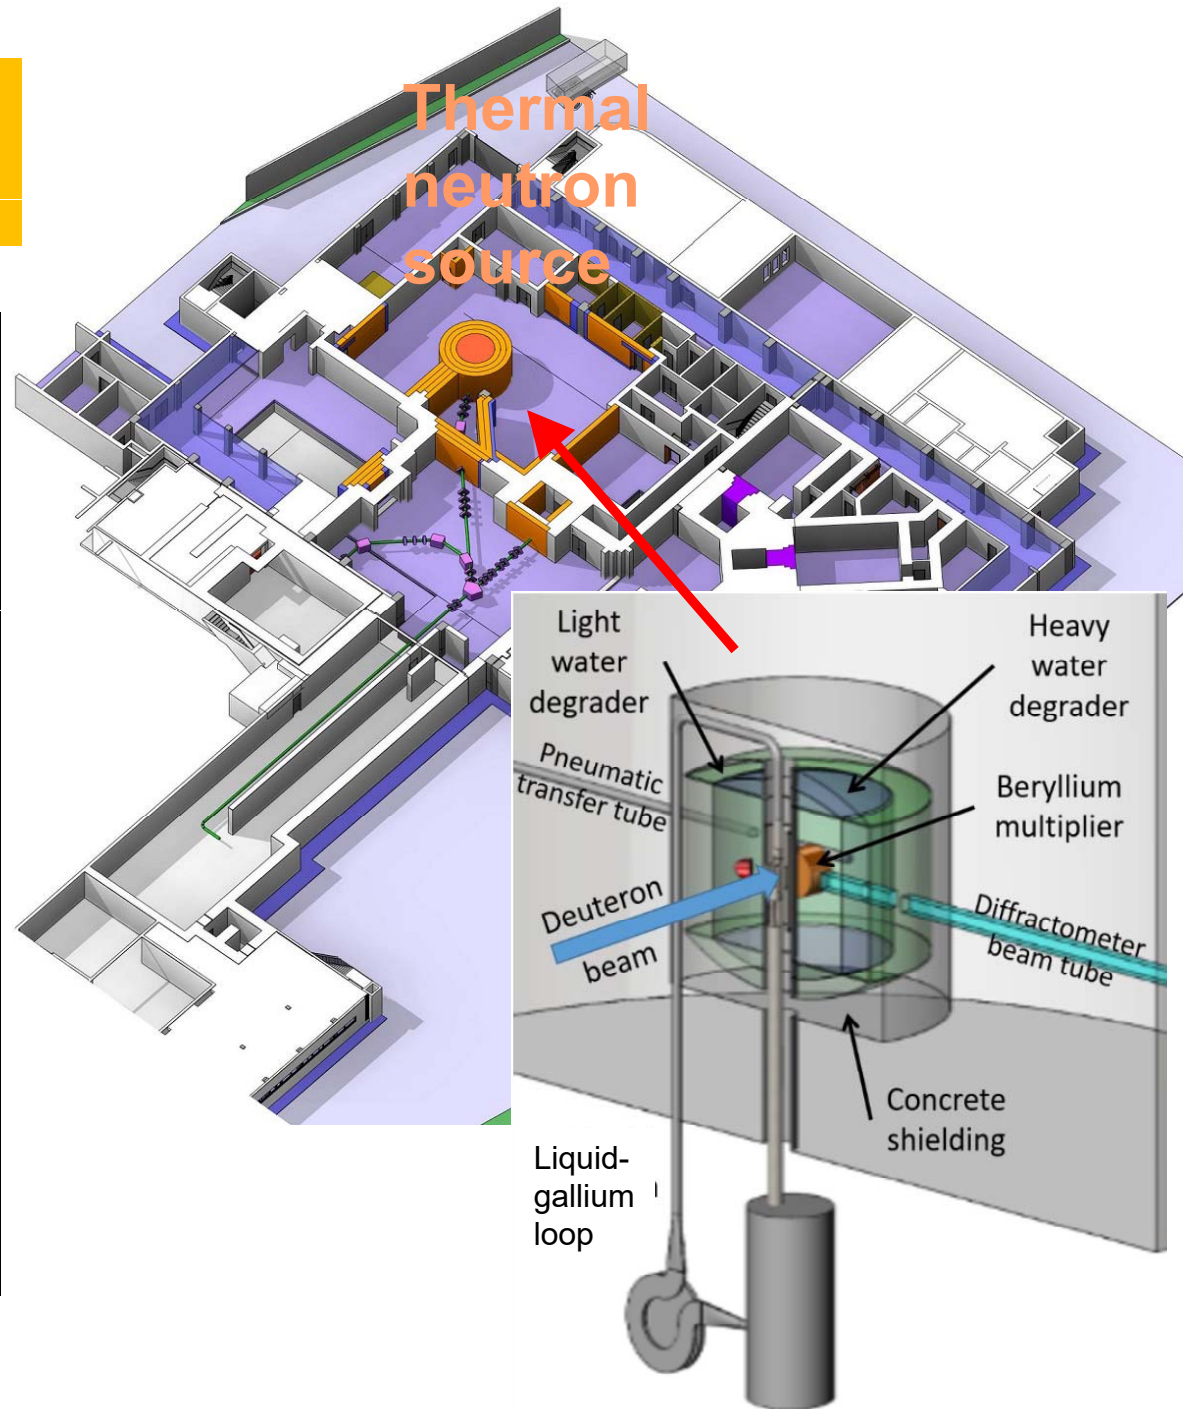 Thermal
neutron
source
Light
water
degrader
Heavy
water
degrader
Pneumatic
transfer tube
Beryllium
multiplier
Deuteron
beam
Diffractometer
beam tube
Concrete
shielding
Liquid-
gallium
loop